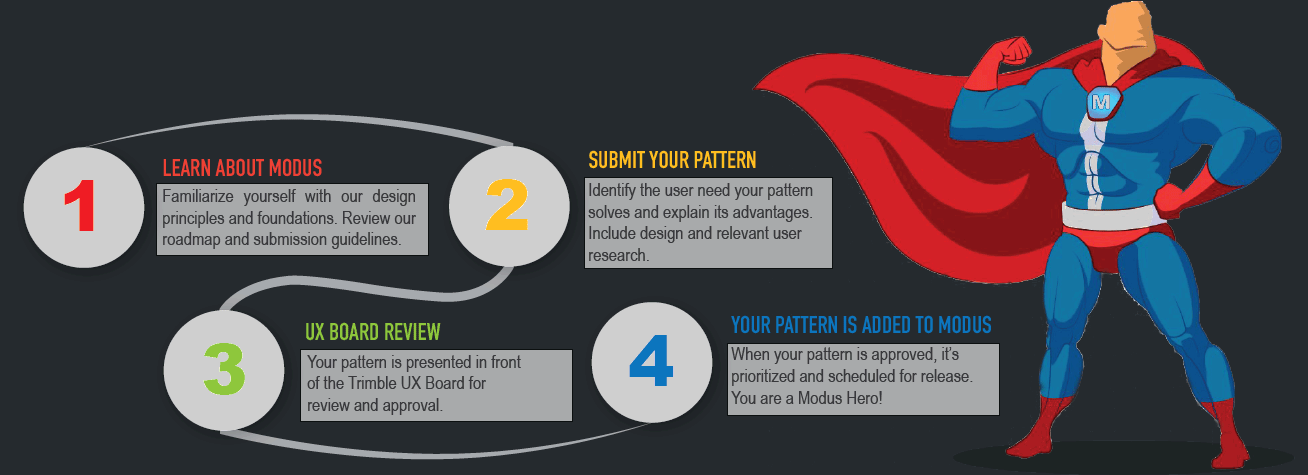 1
LEARN ABOUT MODUS
Familiarize yourself with our design
principles and foundations. Review our
roadmap and submission guidelines.
2
SUBMIT YOUR PATTERN
Identify the user need your pattern
solves and explain its advantages.
Include design and relevant user
research.
3
UX BOARD REVIEW
Your pattern is presented in front
of the Trimble UX Board for
review and approval.
4
YOUR PATTERN IS ADDED TO MODUS
When your pattern is approved, it's
prioritized and scheduled for release.
You are a Modus Hero!
M